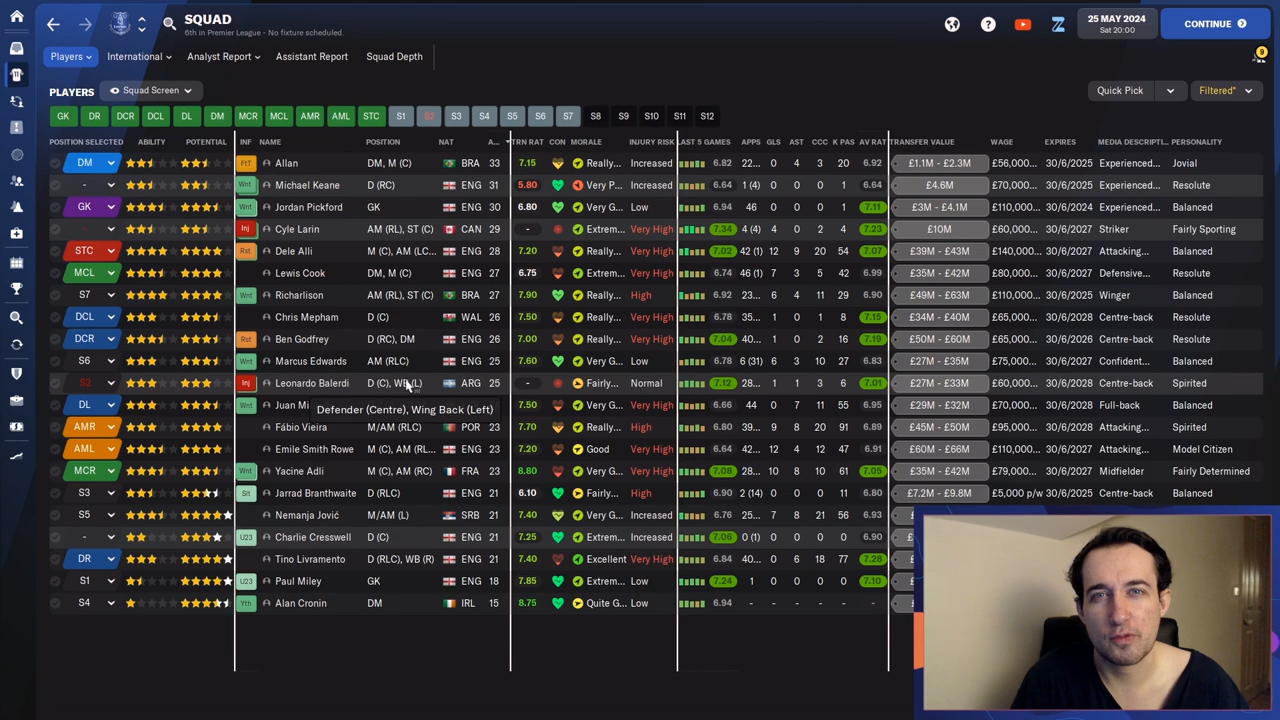 SQUAD
6th in Premier League - No fixture scheduled.
25 MAY 2024
Sat 20:00
CONTINUE
Players
International
Analyst Report
Assistant Report
Squad Depth
9
PLAYERS
Squad Screen
Quick Pick
Filtered*
GK DR DCR DCL DL DM MCR MCL AMR AML STC S1 S2 S3 S4 S5 S6 S7 S8 S9 S10 S11 S12
POSITION SELECTED ABILITY POTENTIAL INF NAME POSITION NAT A... TRN RAT CON MORALE INJURY RISK LAST 5 GAMES APPS GLS AST CCC K PAS AV RAT TRANSFER VALUE WAGE EXPIRES MEDIA DESCRIPT... PERSONALITY
DM FtT Allan DM, M (C) BRA 33 7.15 Really... Increased 6.82 22... 0 2 3 20 6.92 £1.1M - £2.3M £56,000... 30/6/2025 Experienced... Jovial
- Wnt Michael Keane D (RC) ENG 31 5.80 Very P... Increased 6.64 1 (4) 0 0 0 1 6.64 £4.6M £70,000... 30/6/2025 Experienced... Resolute
GK Wnt Jordan Pickford GK ENG 30 6.80 Very G... Low 6.94 46 0 0 0 1 7.11 £3M - £4.1M £110,000... 30/6/2024 Experienced... Balanced
- Inj Cyle Larin AM (RL), ST (C) CAN 29 - Extrem... Very High 7.34 4 (4) 4 0 2 4 7.23 £10M £60,000... 30/6/2025 Striker Fairly Sporting
STC Rst Dele Alli M (C), AM (LC... ENG 28 7.20 Really... Very High 7.02 42 (1) 12 9 20 54 7.07 £39M - £43M £140,000... 30/6/2026 Attacking... Balanced
MCL Lewis Cook DM, M (C) ENG 27 6.75 Extrem... Very High 6.74 46 (1) 7 3 5 42 6.99 £35M - £42M £80,000... 30/6/2027 Defensive... Resolute
S7 Wnt Richarlison AM (RL), ST (C) BRA 27 7.90 Really... High 6.92 23... 6 4 11 29 6.90 £49M - £63M £110,000... 30/6/2025 Winger Balanced
DCL Chris Mepham D (C) WAL 26 7.50 Really... Very High 6.78 35... 1 0 1 8 7.15 £34M - £40M £60,000... 30/6/2028 Centre-back Resolute
DCR Rst Ben Godfrey D (RC), DM ENG 26 7.00 Really... Very High 7.04 40... 1 0 2 16 7.19 £50M - £60M £70,000... 30/6/2026 Centre-back Resolute
S6 Wnt Marcus Edwards AM (RLC) ENG 25 7.60 Very G... Low 6.78 6 (31) 6 3 10 27 6.83 £27M - £35M £75,000... 30/6/2028 Confident... Balanced
S2 Inj Leonardo Balerdi D (C), WB (L) ARG 25 - Fairly... Normal 7.12 28... 1 1 3 6 7.01 £27M - £33M £60,000... 30/6/2026 Centre-back Spirited
DL Wnt Juan Mi 7.50 Very G... Very High 6.66 44 0 7 11 55 6.95 £29M - £32M £70,000... 30/6/2028 Full-back Balanced
Defender (Centre), Wing Back (Left)
AMR Fábio Vieira M/AM (RLC) POR 23 7.70 Really... High 6.80 39... 9 8 20 91 6.89 £45M - £50M £80,000... 30/6/2028 Attacking... Spirited
AML Emile Smith Rowe M (C), AM (RL... ENG 23 7.20 Good Very High 6.64 42... 12 4 12 47 6.91 £60M - £66M £110,000... 30/6/2027 Attacking... Model Citizen
MCR Wnt Yacine Adli M (C), AM (RC) FRA 23 8.80 Very G... Very High 7.08 28... 10 8 10 61 7.05 £35M - £42M £79,000... 30/6/2027 Midfielder Fairly Determined
S3 Slt Jarrad Branthwaite D (RLC) ENG 21 6.10 Fairly... High 6.90 2 (14) 0 0 0 11 6.80 £7.2M - £9.8M £5,000 p/w 30/6/2025 Centre-back Spirited
S5 Nemanja Jović M/AM (L) SRB 21 7.40 Very G... Increased 6.76 25... 7 8 21 56 6.93
- U23 Charlie Cresswell D (C) ENG 21 7.25 Extrem... Increased 7.06 0 (1) 0 0 0 0 6.90
DR Tino Livramento D (RLC), WB (R) ENG 21 7.40 Excellent Very High 6.84 40... 0 6 18 77 7.28
S1 U23 Paul Miley GK ENG 18 7.85 Extrem... Low 7.24 1 0 0 0 0 7.10
S4 Yth Alan Cronin DM IRL 15 8.75 Quite G... Low 6.94 - - - - - -